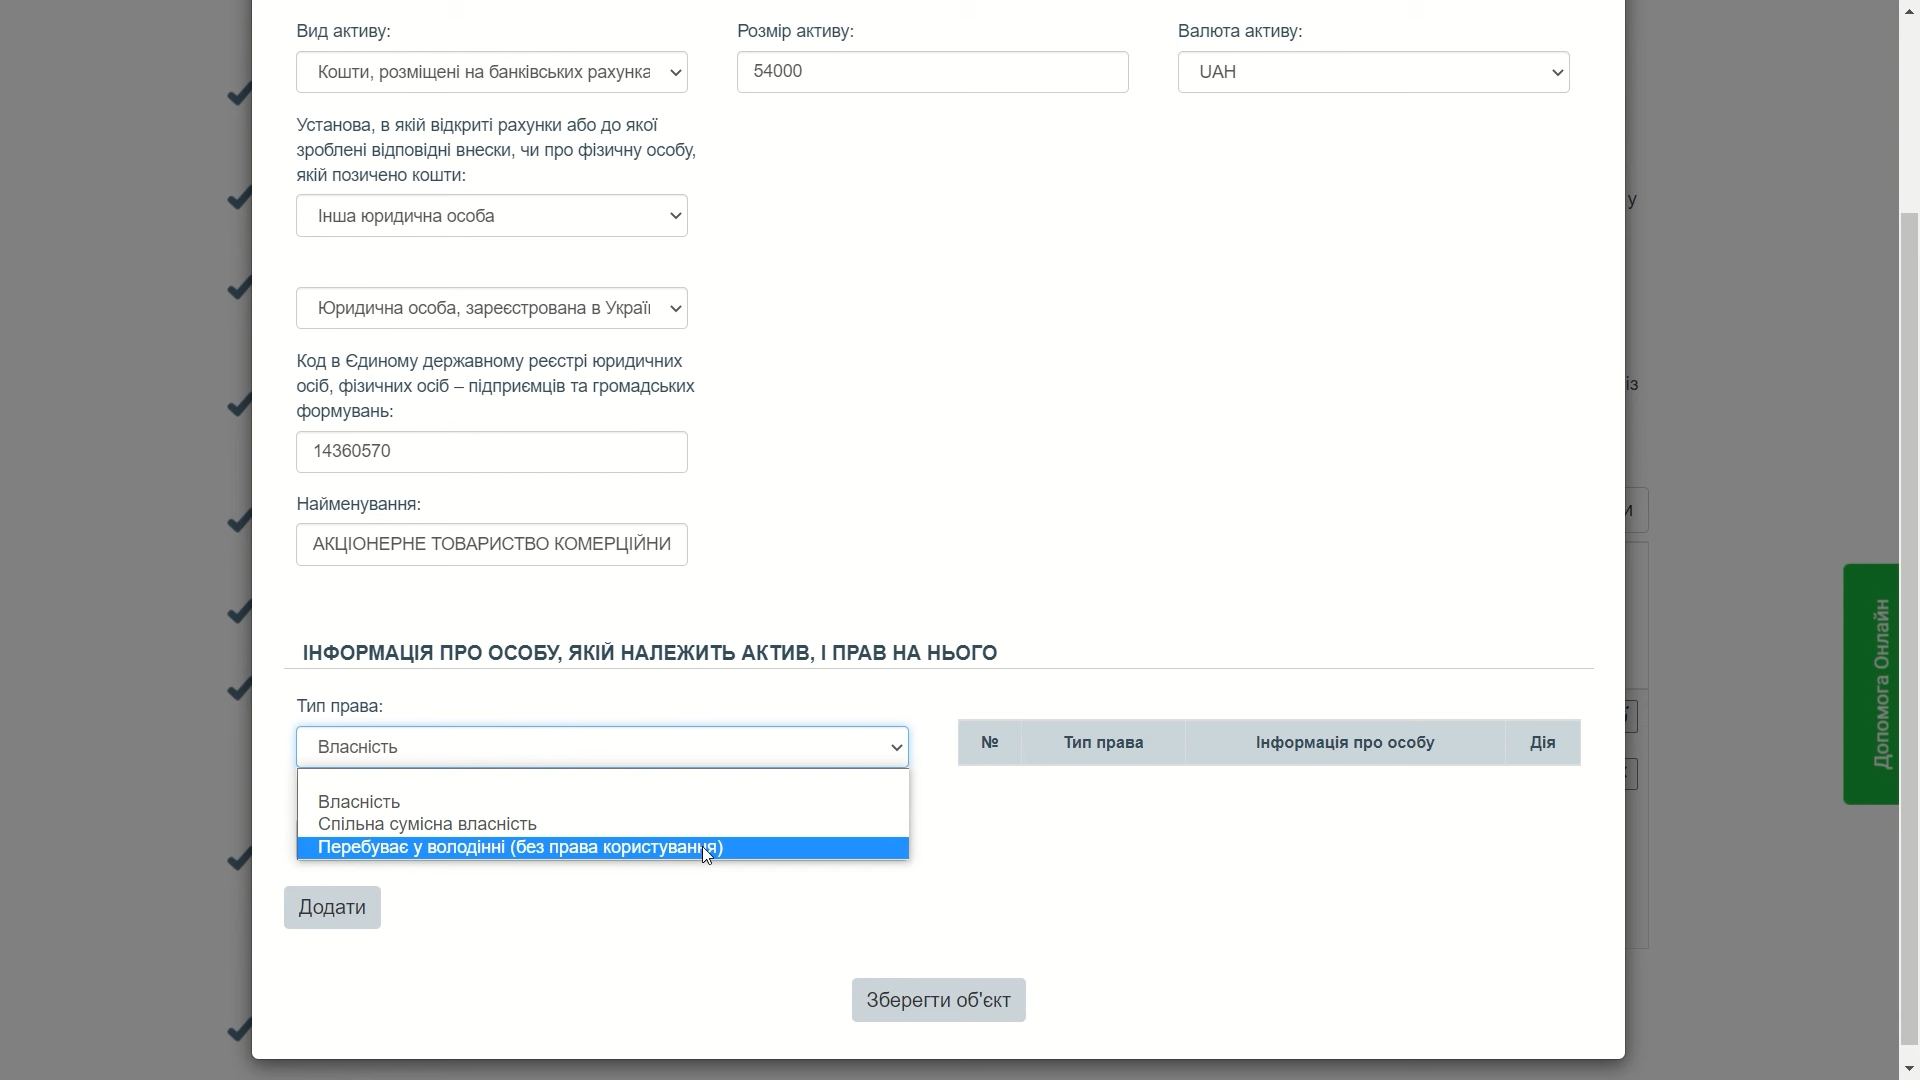 Вид активу:
Розмір активу:
Валюта активу:
Кошти, розміщені на банківських рахунка
54000
UAH
Установа, в якій відкриті рахунки або до якої
зроблені відповідні внески, чи про фізичну особу,
якій позичено кошти:
у
Інша юридична особа
Юридична особа, зареєстрована в Украї
Код в Єдиному державному реєстрі юридичних
осіб, фізичних осіб – підприємців та громадських
формувань:
із
14360570
Найменування:
и
АКЦІОНЕРНЕ ТОВАРИСТВО КОМЕРЦІЙНИ
ІНФОРМАЦІЯ ПРО ОСОБУ, ЯКІЙ НАЛЕЖИТЬ АКТИВ, І ПРАВ НА НЬОГО
Тип права:
Власність
№ Тип права Інформація про особу Дія
Власність
Спільна сумісна власність
Перебуває у володінні (без права користування)
Додати
Зберегти об'єкт
Допомога Онлайн